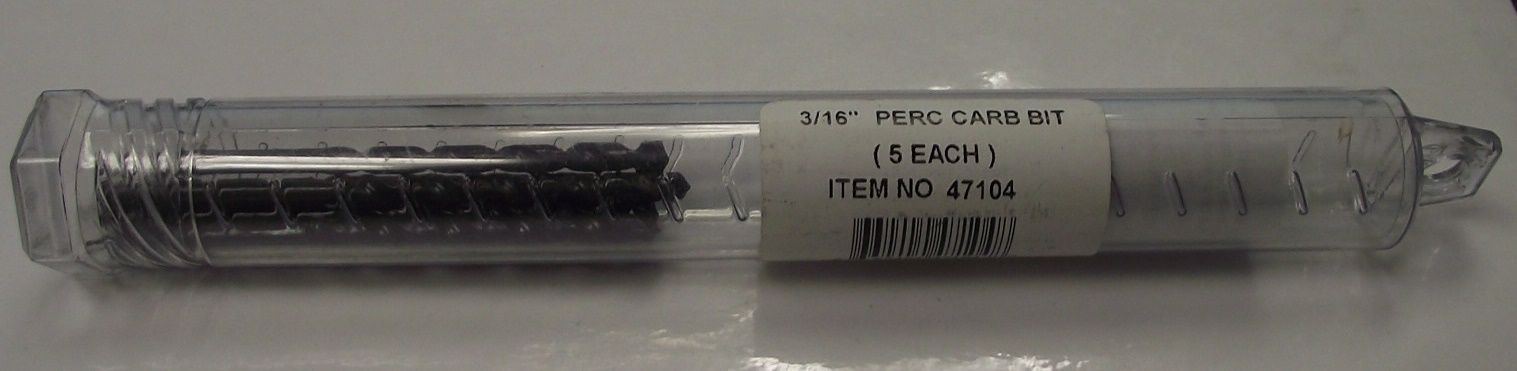 3/16" PERC CARB BIT
( 5 EACH )
ITEM NO 47104